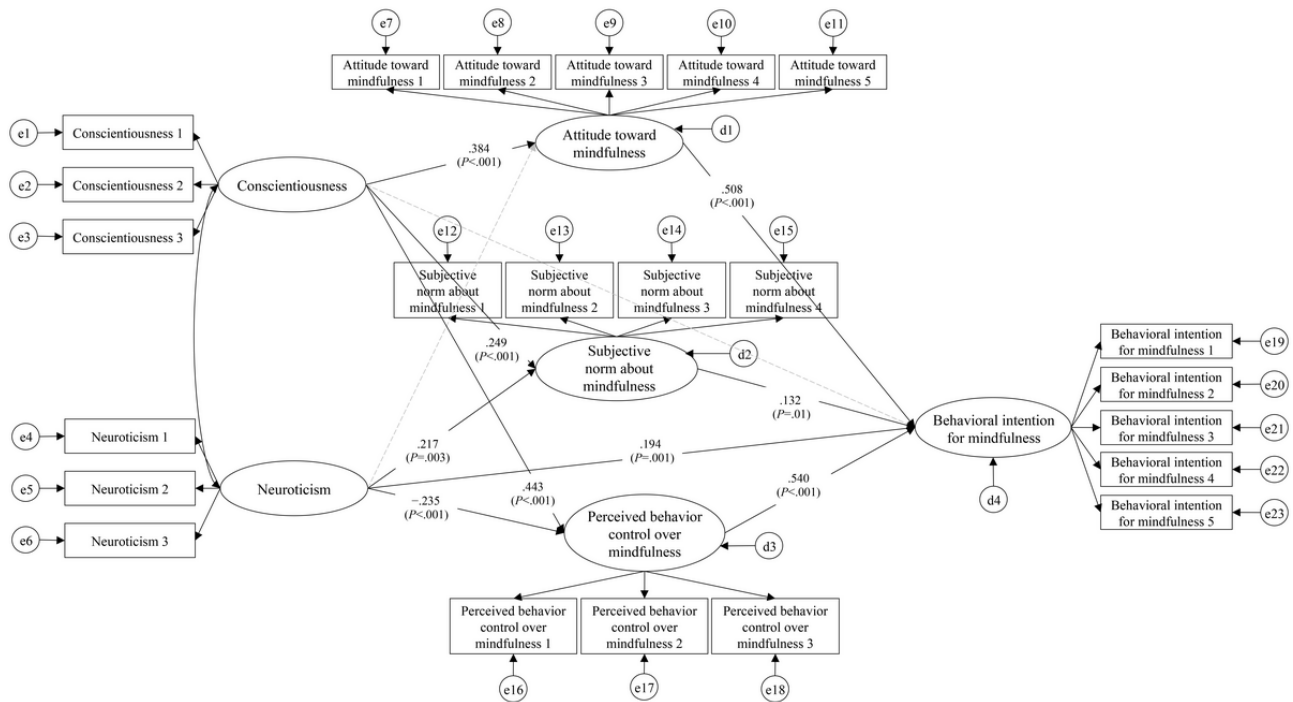 e7
e8
e9
e10
e11
Attitude toward
mindfulness 1
Attitude toward
mindfulness 2
Attitude toward
mindfulness 3
Attitude toward
mindfulness 4
Attitude toward
mindfulness 5
e1
Conscientiousness 1
e2
Conscientiousness 2
e3
Conscientiousness 3
Conscientiousness
Attitude toward
mindfulness
d1
.384
(P<.001)
.508
(P<.001)
e12
e13
e14
e15
Subjective
norm about
mindfulness 1
Subjective
norm about
mindfulness 2
Subjective
norm about
mindfulness 3
Subjective
norm about
mindfulness 4
.249
(P<.001)
Subjective
norm about
mindfulness
d2
.132
(P=.01)
Behavioral intention
for mindfulness 1
e19
Behavioral intention
for mindfulness 2
e20
Behavioral intention
for mindfulness 3
e21
Behavioral intention
for mindfulness 4
e22
Behavioral intention
for mindfulness 5
e23
Behavioral intention
for mindfulness
d4
e4
Neuroticism 1
e5
Neuroticism 2
e6
Neuroticism 3
Neuroticism
.217
(P=.003)
.194
(P=.001)
−.235
(P<.001)
.443
(P<.001)
.540
(P<.001)
Perceived behavior
control over
mindfulness
d3
Perceived behavior
control over
mindfulness 1
Perceived behavior
control over
mindfulness 2
Perceived behavior
control over
mindfulness 3
e16
e17
e18